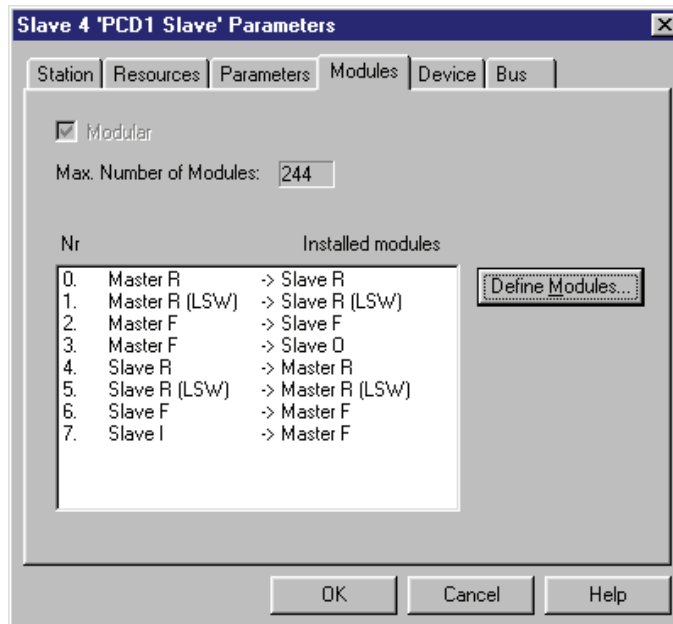 Slave 4 'PCD1 Slave' Parameters
Station Resources Parameters Modules Device Bus
Modular
Max. Number of Modules: 244
Nr Installed modules
0. Master R -> Slave R
1. Master R (LSW) -> Slave R (LSW)
2. Master F -> Slave F
3. Master F -> Slave O
4. Slave R -> Master R
5. Slave R (LSW) -> Master R (LSW)
6. Slave F -> Master F
7. Slave I -> Master F
Define Modules...
OK Cancel Help